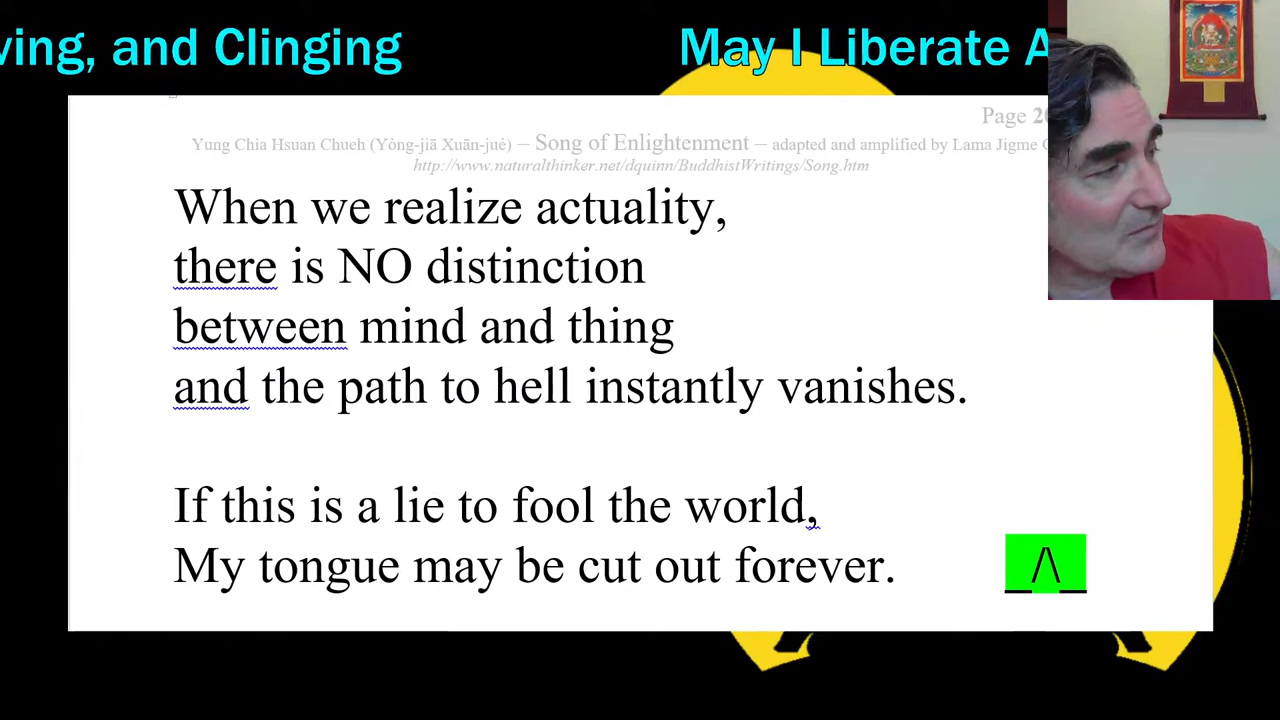 ving, and Clinging
May I Liberate A
Page 20
Yung Chia Hsuan Chueh (Yòng-jiā Xuān-jué) – Song of Enlightenment – adapted and amplified by Lama Jigme
http://www.naturalthinker.net/dquinn/BuddhistWritings/Song.htm
When we realize actuality,
there is NO distinction
between mind and thing
and the path to hell instantly vanishes.
If this is a lie to fool the world,
My tongue may be cut out forever.
_/\_